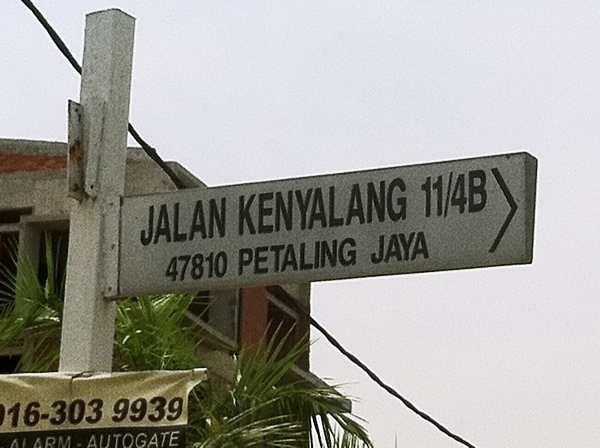 JALAN KENYALANG 11/4B
47810 PETALING JAYA
016-303 9939
ALARM - AUTOGATE